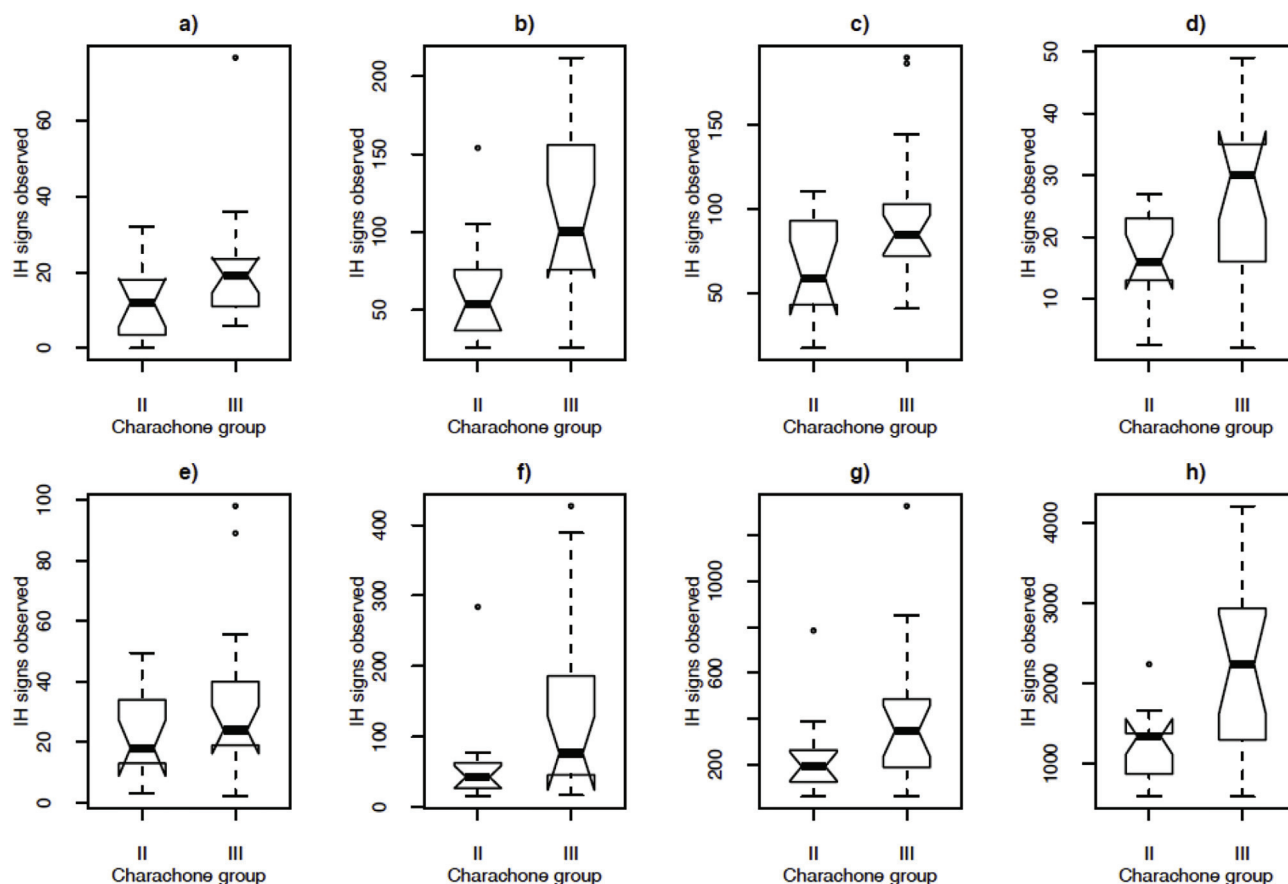 a)
IH signs observed
60
40
20
0
II III
Charachone group
b)
IH signs observed
200
150
100
50
II III
Charachone group
c)
IH signs observed
150
100
50
II III
Charachone group
d)
IH signs observed
50
40
30
20
10
II III
Charachone group
e)
IH signs observed
100
80
60
40
20
0
II III
Charachone group
f)
IH signs observed
400
300
200
100
0
II III
Charachone group
g)
IH signs observed
1000
600
200
II III
Charachone group
h)
IH signs observed
4000
3000
2000
1000
II III
Charachone group